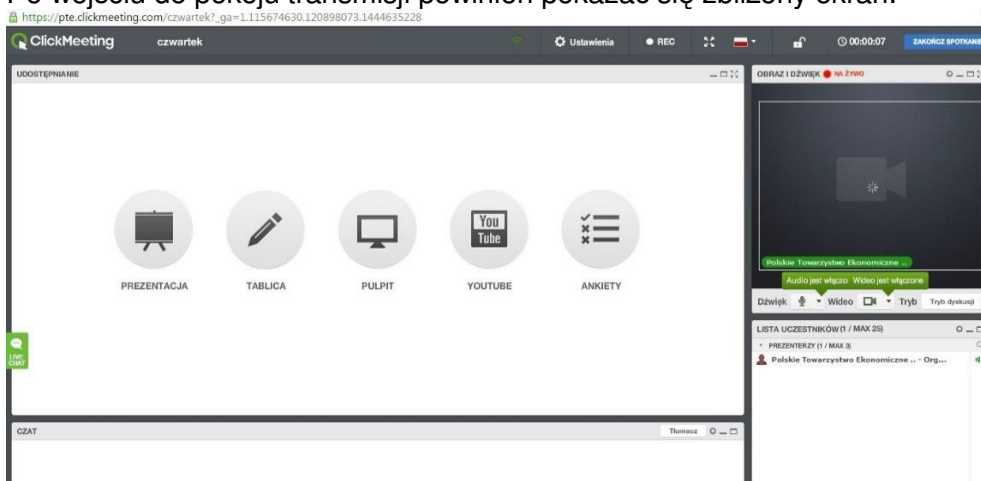 Po wejściu do pokoju transmisji powinien pokazać się zbliżony ekran:
https://pte.clickmeeting.com/czwartek?_ga=1.115674630.120898073.1444635228
ClickMeeting czwartek Ustawienia REC 00:00:07 ZAKOŃCZ SPOTKANIE
UDOSTĘPNIANIE
OBRAZ I DŹWIĘK NA ŻYWO
You
Tube
PREZENTACJA TABLICA PULPIT YOUTUBE ANKIETY
Polskie Towarzystwo Ekonomiczne ..
Audio jest włączo Wideo jest włączone
Dźwięk Wideo Tryb Tryb dyskusji
LISTA UCZESTNIKÓW (1 / MAX 25)
PREZENTERZY (1 / MAX 3)
Polskie Towarzystwo Ekonomiczne .. - Org...
LIVE
CHAT
CZAT Tłumacz